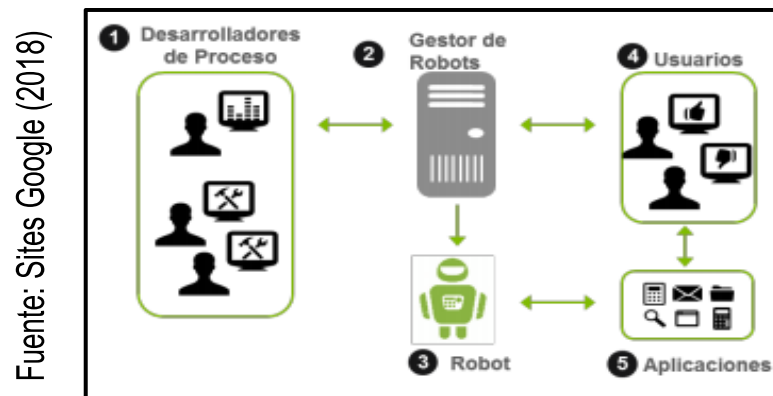 Fuente: Sites Google (2018)
1 Desarrolladores
de Proceso
2 Gestor de
Robots
4 Usuarios
3 Robot
5 Aplicaciones